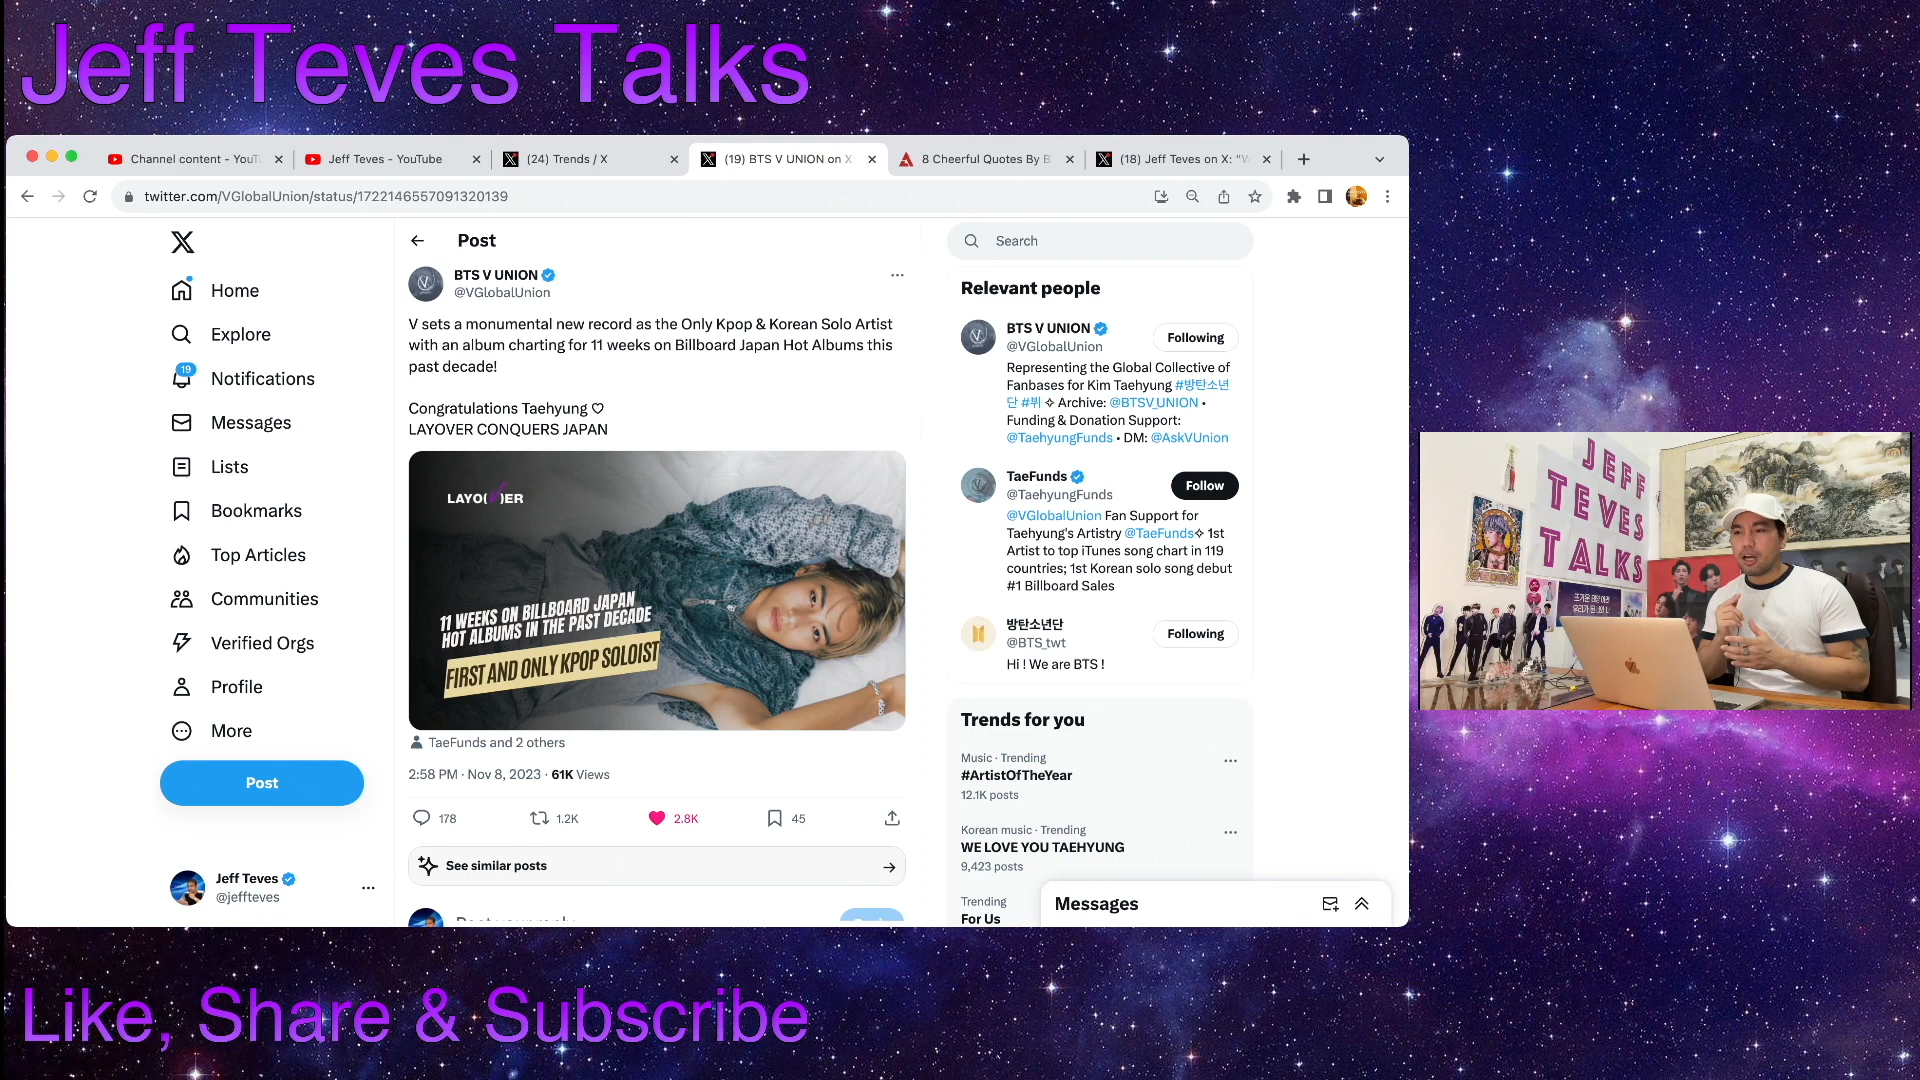 Jeff Teves Talks
Channel content - YouTu
Jeff Teves - YouTube
(24) Trends / X
(19) BTS V UNION on X
8 Cheerful Quotes By B
(18) Jeff Teves on X: "W
twitter.com/VGlobalUnion/status/1722146557091320139
Home
Explore
19
Notifications
Messages
Lists
Bookmarks
Top Articles
Communities
Verified Orgs
Profile
More
Post
Jeff Teves
@jeffteves
Post
BTS V UNION
@VGlobalUnion
V sets a monumental new record as the Only Kpop & Korean Solo Artist
with an album charting for 11 weeks on Billboard Japan Hot Albums this
past decade!
Congratulations Taehyung ♡
LAYOVER CONQUERS JAPAN
LAYO(V)ER
11 WEEKS ON BILLBOARD JAPAN
HOT ALBUMS IN THE PAST DECADE
FIRST AND ONLY KPOP SOLOIST
TaeFunds and 2 others
2:58 PM · Nov 8, 2023 · 61K Views
178
1.2K
2.8K
45
See similar posts
Search
Relevant people
BTS V UNION
@VGlobalUnion
Following
Representing the Global Collective of
Fanbases for Kim Taehyung #방탄소년
단 #뷔 ✧ Archive: @BTSV_UNION •
Funding & Donation Support:
@TaehyungFunds • DM: @AskVUnion
TaeFunds
@TaehyungFunds
Follow
@VGlobalUnion Fan Support for
Taehyung's Artistry @TaeFunds✧ 1st
Artist to top iTunes song chart in 119
countries; 1st Korean solo song debut
#1 Billboard Sales
방탄소년단
@BTS_twt
Following
Hi ! We are BTS !
Trends for you
Music · Trending
#ArtistOfTheYear
12.1K posts
Korean music · Trending
WE LOVE YOU TAEHYUNG
9,423 posts
Trending
For Us
Messages
JEFF
TEVES
TALKS
Like, Share & Subscribe